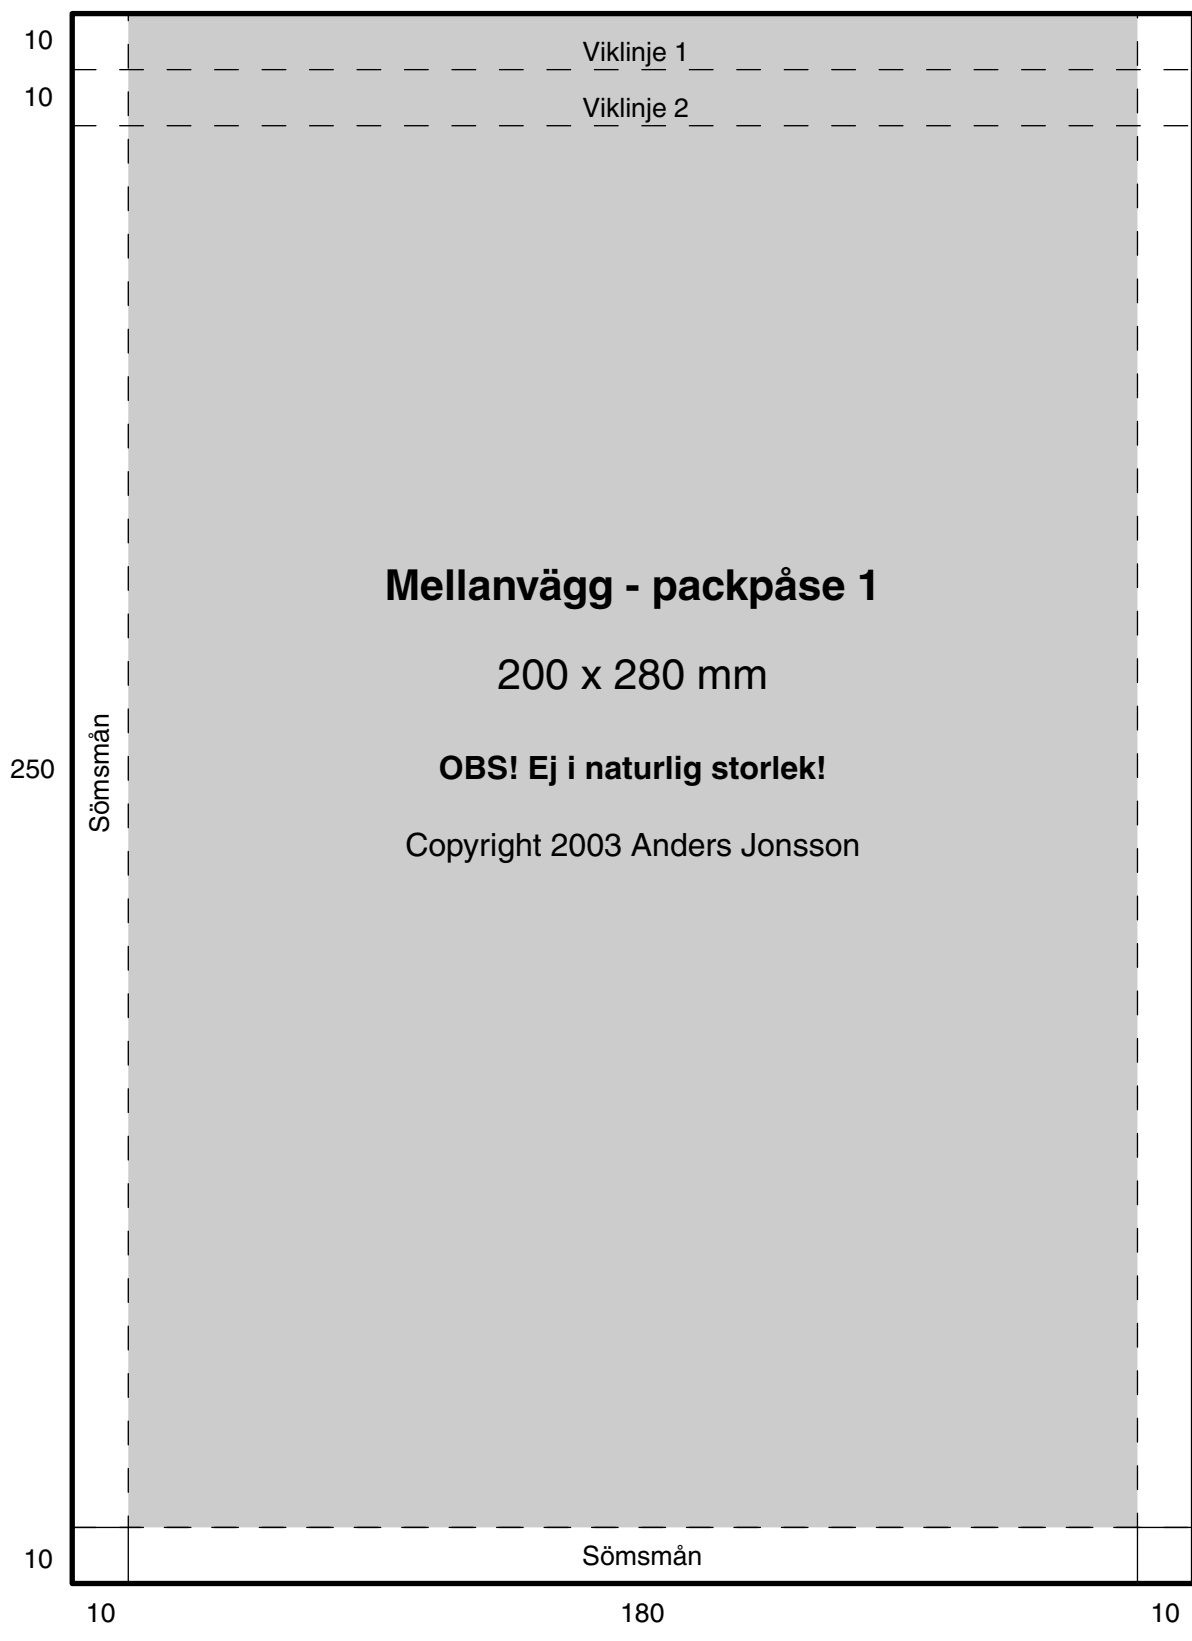 10
Viklinje 1
10
Viklinje 2
Mellanvägg - packpåse 1
200 x 280 mm
250
Sömsmån
OBS! Ej i naturlig storlek!
Copyright 2003 Anders Jonsson
10
Sömsmån
10
180
10